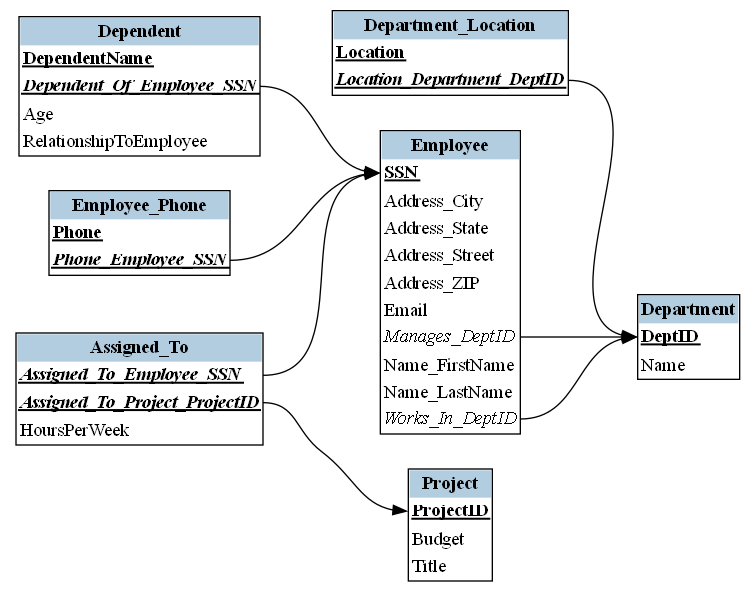 Dependent
DependentName
Dependent_Of_Employee_SSN
Age
RelationshipToEmployee
Department_Location
Location
Location_Department_DeptID
Employee
SSN
Address_City
Address_State
Address_Street
Address_ZIP
Email
Manages_DeptID
Name_FirstName
Name_LastName
Works_In_DeptID
Employee_Phone
Phone
Phone_Employee_SSN
Department
DeptID
Name
Assigned_To
Assigned_To_Employee_SSN
Assigned_To_Project_ProjectID
HoursPerWeek
Project
ProjectID
Budget
Title